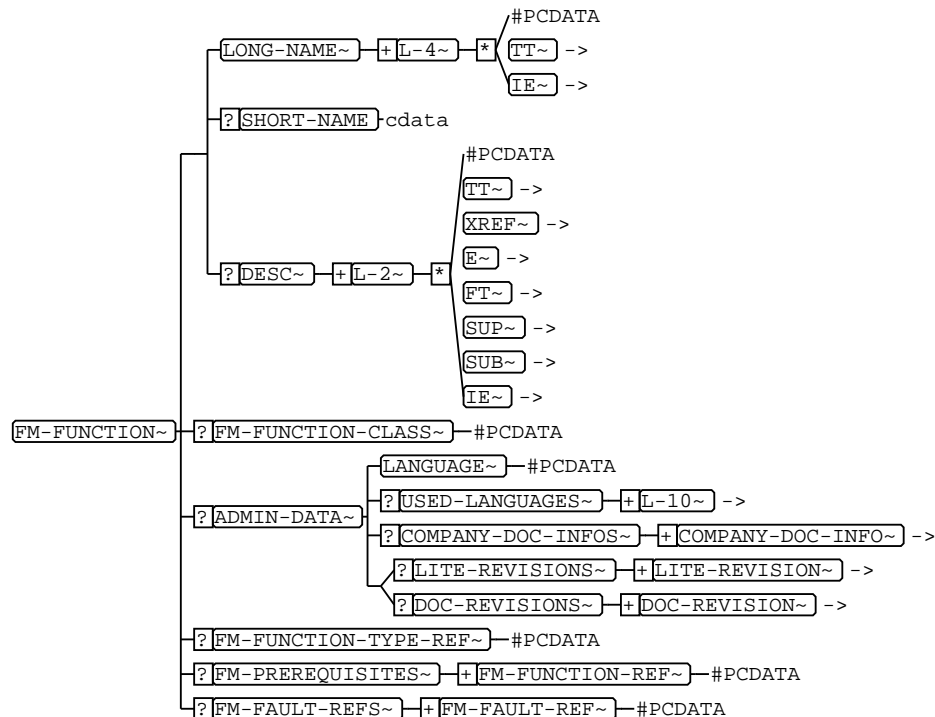 #PCDATA
LONG-NAME~ + L-4~ * TT~ ->
IE~ ->
? SHORT-NAME cdata
#PCDATA
TT~ ->
XREF~ ->
E~ ->
? DESC~ + L-2~ *
FT~ ->
SUP~ ->
SUB~ ->
IE~ ->
FM-FUNCTION~ ? FM-FUNCTION-CLASS~ #PCDATA
LANGUAGE~ #PCDATA
? USED-LANGUAGES~ + L-10~ ->
? ADMIN-DATA~
? COMPANY-DOC-INFOS~ + COMPANY-DOC-INFO~ ->
? LITE-REVISIONS~ + LITE-REVISION~ ->
? DOC-REVISIONS~ + DOC-REVISION~ ->
? FM-FUNCTION-TYPE-REF~ #PCDATA
? FM-PREREQUISITES~ + FM-FUNCTION-REF~ #PCDATA
? FM-FAULT-REFS~ + FM-FAULT-REF~ #PCDATA